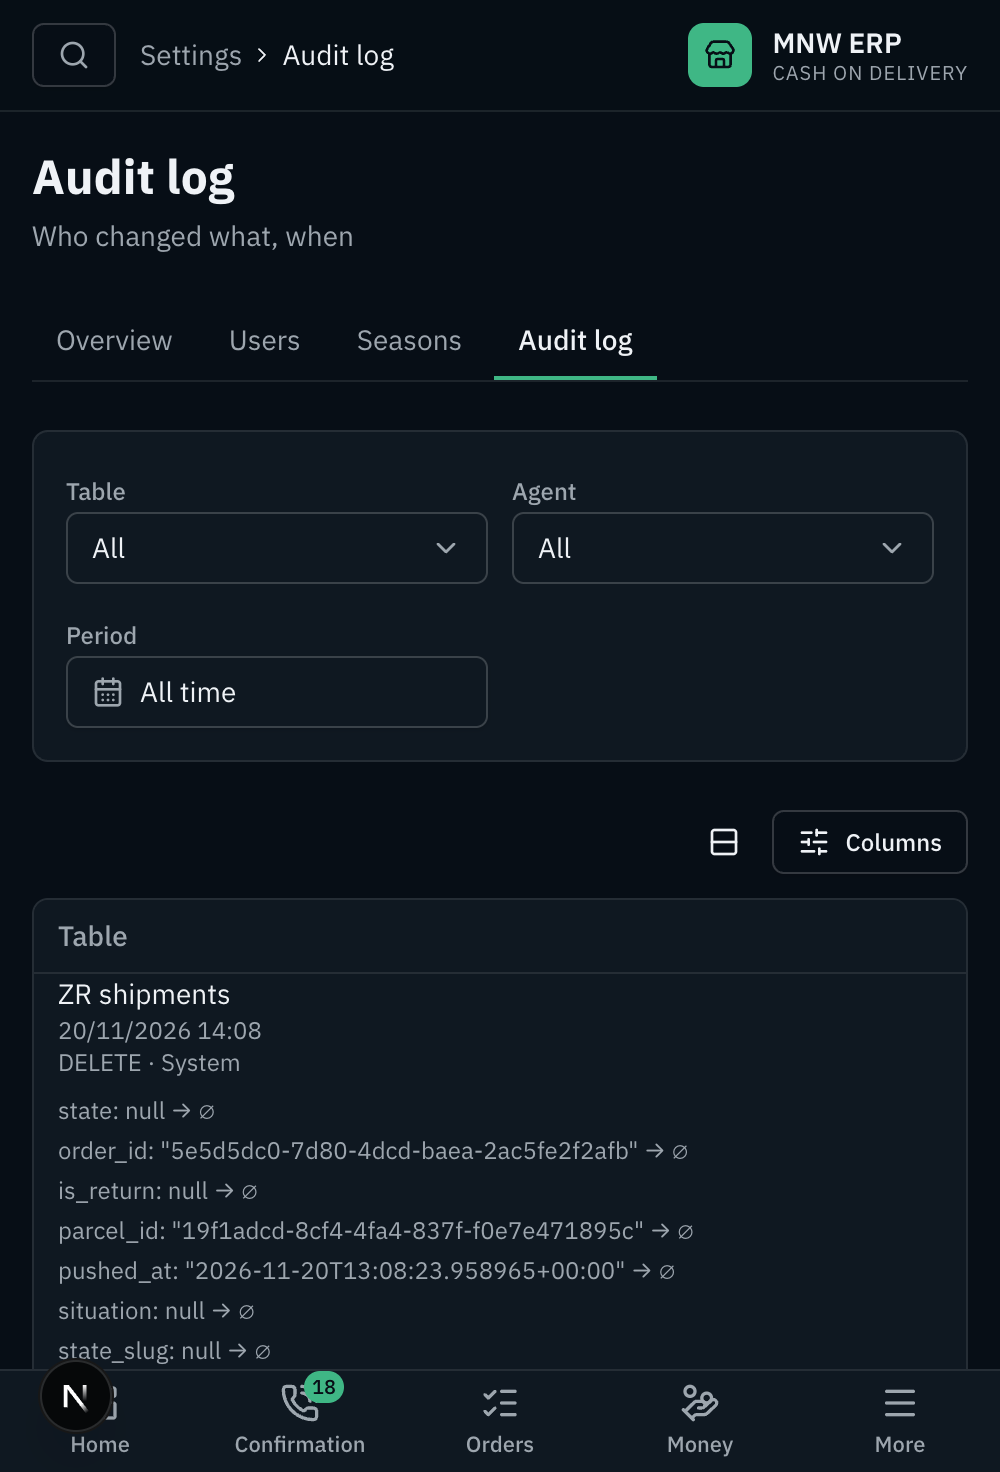 Settings > Audit log
MNW ERP
CASH ON DELIVERY
Audit log
Who changed what, when
Overview Users Seasons Audit log
Table
All
Agent
All
Period
All time
Columns
Table
ZR shipments
20/11/2026 14:08
DELETE · System
state: null → ∅
order_id: "5e5d5dc0-7d80-4dcd-baea-2ac5fe2f2afb" → ∅
is_return: null → ∅
parcel_id: "19f1adcd-8cf4-4fa4-837f-f0e7e471895c" → ∅
pushed_at: "2026-11-20T13:08:23.958965+00:00" → ∅
situation: null → ∅
state_slug: null → ∅
N
18
Home Confirmation Orders Money More